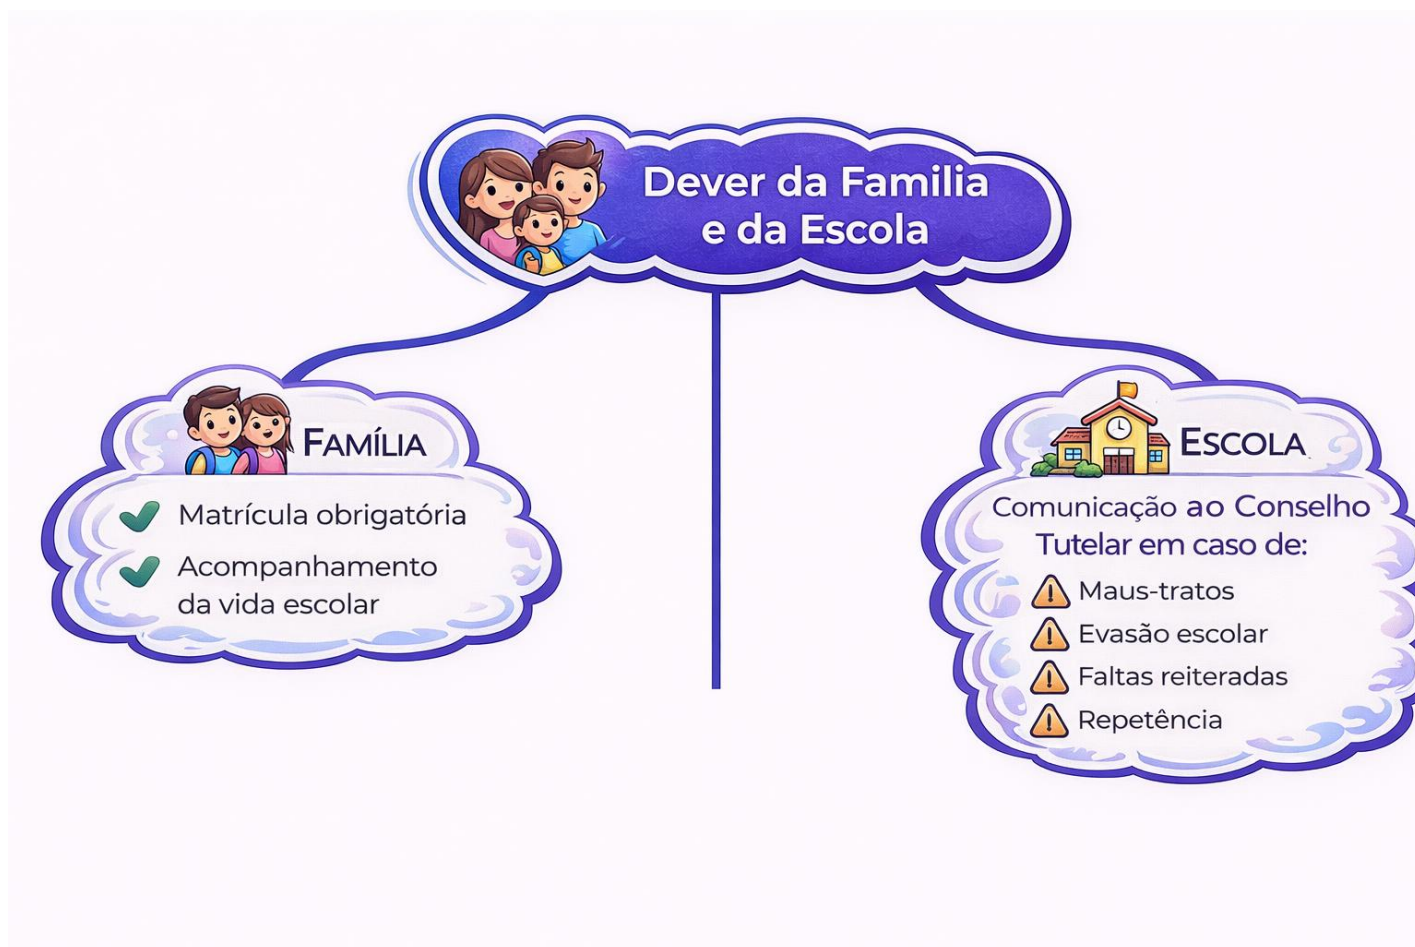 Dever da Familia
e da Escola
FAMÍLIA
Matrícula obrigatória
Acompanhamento
da vida escolar
ESCOLA
Comunicação ao Conselho
Tutelar em caso de:
Maus-tratos
Evasão escolar
Faltas reiteradas
Repetência